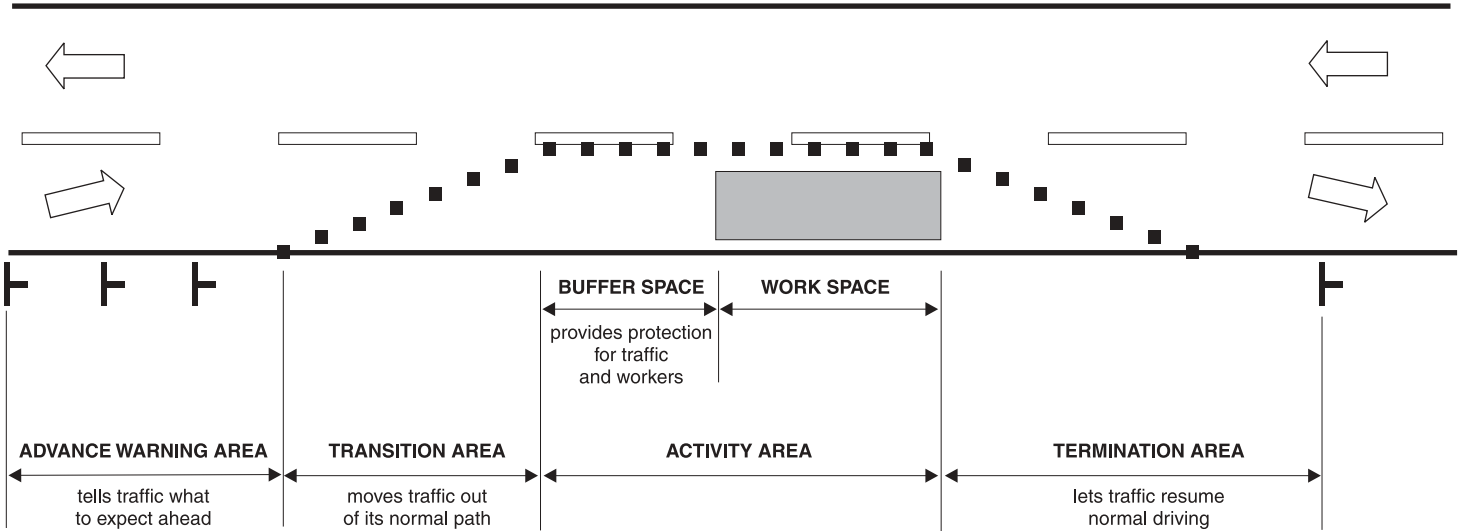 BUFFER SPACE
WORK SPACE
provides protection
for traffic
and workers
ADVANCE WARNING AREA
TRANSITION AREA
ACTIVITY AREA
TERMINATION AREA
tells traffic what
to expect ahead
moves traffic out
of its normal path
lets traffic resume
normal driving